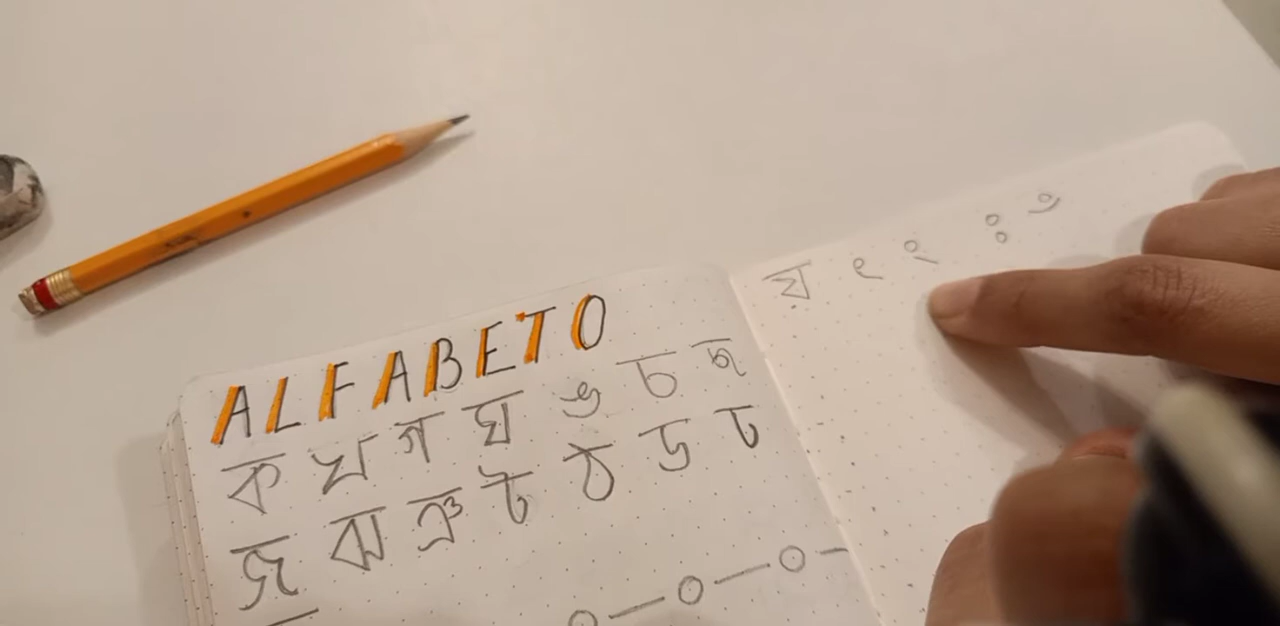 ALFABETO
ক খ গ ঘ ঙ চ ছ
জ ঝ ঞ ট ঠ ড ঢ
য় ৎ ং ঃ ঁ